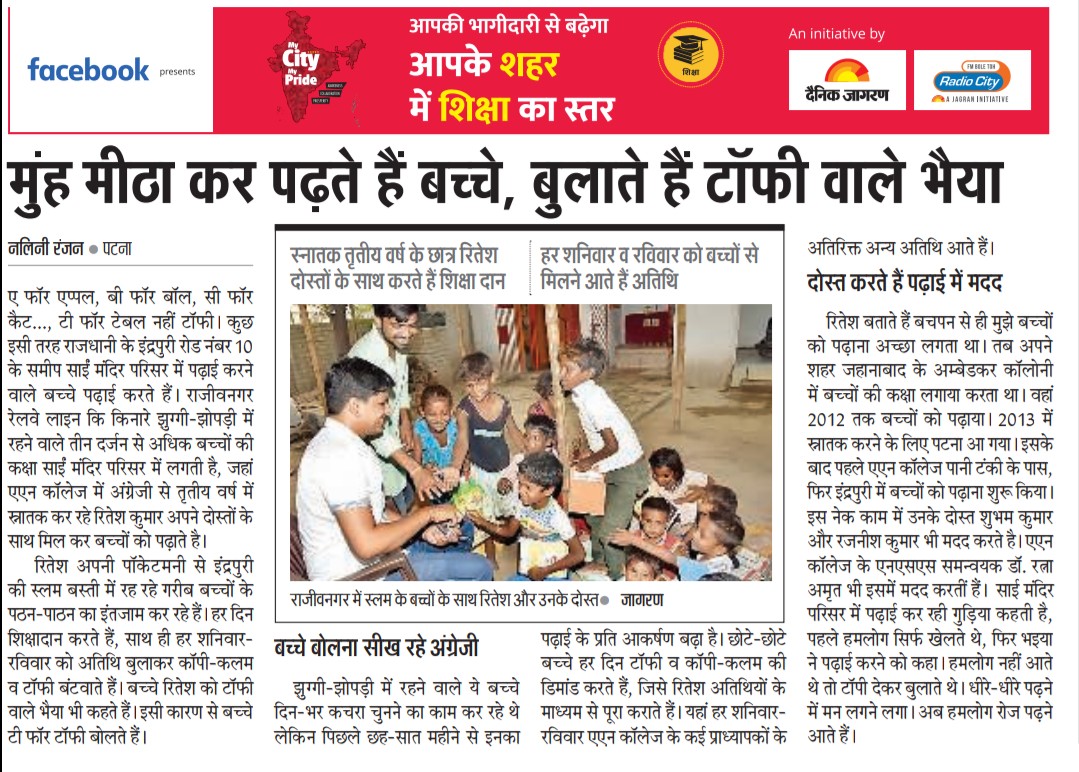 facebook presents
My City My Pride
आपकी भागीदारी से बढ़ेगा
आपके शहर
में शिक्षा का स्तर
शिक्षा
An initiative by
दैनिक जागरण
FM BOLE TOH
Radio City
A JAGRAN INITIATIVE
मुंह मीठा कर पढ़ते हैं बच्चे, बुलाते हैं टॉफी वाले भैया
नलिनी रंजन ● पटना
ए फॉर एप्पल, बी फॉर बॉल, सी फॉर
कैट..., टी फॉर टेबल नहीं टॉफी। कुछ
इसी तरह राजधानी के इंद्रपुरी रोड नंबर 10
के समीप साईं मंदिर परिसर में पढ़ाई करने
वाले बच्चे पढ़ाई करते हैं। राजीवनगर
रेलवे लाइन कि किनारे झुग्गी-झोपड़ी में
रहने वाले तीन दर्जन से अधिक बच्चों की
कक्षा साईं मंदिर परिसर में लगती है, जहां
एएन कॉलेज में अंग्रेजी से तृतीय वर्ष में
स्नातक कर रहे रितेश कुमार अपने दोस्तों के
साथ मिल कर बच्चों को पढ़ाते है।
रितेश अपनी पॉकेटमनी से इंद्रपुरी
की स्लम बस्ती में रह रहे गरीब बच्चों के
पठन-पाठन का इंतजाम कर रहे हैं। हर दिन
शिक्षादान करते हैं, साथ ही हर शनिवार-
रविवार को अतिथि बुलाकर कॉपी-कलम
व टॉफी बंटवाते हैं। बच्चे रितेश को टॉफी
वाले भैया भी कहते हैं। इसी कारण से बच्चे
टी फॉर टॉफी बोलते हैं।
स्नातक तृतीय वर्ष के छात्र रितेश
दोस्तों के साथ करते हैं शिक्षा दान
हर शनिवार व रविवार को बच्चों से
मिलने आते हैं अतिथि
राजीवनगर में स्लम के बच्चों के साथ रितेश और उनके दोस्त● जागरण
बच्चे बोलना सीख रहे अंग्रेजी
झुग्गी-झोपड़ी में रहने वाले ये बच्चे
दिन-भर कचरा चुनने का काम कर रहे थे
लेकिन पिछले छह-सात महीने से इनका
पढ़ाई के प्रति आकर्षण बढ़ा है। छोटे-छोटे
बच्चे हर दिन टॉफी व कॉपी-कलम की
डिमांड करते हैं, जिसे रितेश अतिथियों के
माध्यम से पूरा कराते हैं। यहां हर शनिवार-
रविवार एएन कॉलेज के कई प्राध्यापकों के
अतिरिक्त अन्य अतिथि आते हैं।
दोस्त करते हैं पढ़ाई में मदद
रितेश बताते हैं बचपन से ही मुझे बच्चों
को पढ़ाना अच्छा लगता था। तब अपने
शहर जहानाबाद के अम्बेडकर कॉलोनी
में बच्चों की कक्षा लगाया करता था। वहां
2012 तक बच्चों को पढ़ाया। 2013 में
स्नातक करने के लिए पटना आ गया। इसके
बाद पहले एएन कॉलेज पानी टंकी के पास,
फिर इंद्रपुरी में बच्चों को पढ़ाना शुरू किया।
इस नेक काम में उनके दोस्त शुभम कुमार
और रजनीश कुमार भी मदद करते है। एएन
कॉलेज के एनएसएस समन्वयक डॉ. रत्ना
अमृत भी इसमें मदद करतीं हैं। साई मंदिर
परिसर में पढ़ाई कर रही गुड़िया कहती है,
पहले हमलोग सिर्फ खेलते थे, फिर भइया
ने पढ़ाई करने को कहा। हमलोग नहीं आते
थे तो टॉपी देकर बुलाते थे। धीरे-धीरे पढ़ने
में मन लगने लगा। अब हमलोग रोज पढ़ने
आते हैं।